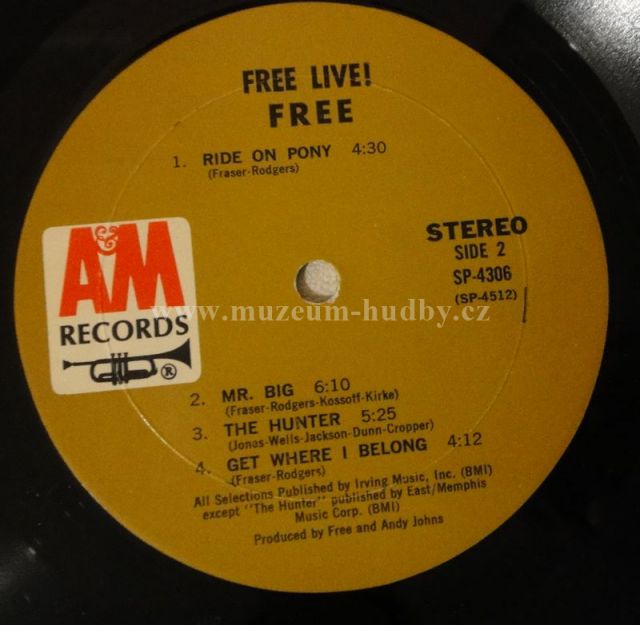 FREE LIVE!
FREE
1. RIDE ON PONY 4:30
(Fraser-Rodgers)
A&M
RECORDS
®
STEREO
SIDE 2
SP-4306
(SP-4512)
www.muzeum-hudby.cz
2. MR. BIG 6:10
(Fraser-Rodgers-Kossoff-Kirke)
3. THE HUNTER 5:25
(Jones-Wells-Jackson-Dunn-Cropper)
4. GET WHERE I BELONG 4:12
(Fraser-Rodgers)
All Selections Published by Irving Music, Inc. (BMI)
except "The Hunter" published by East/Memphis
Music Corp. (BMI)
Produced by Free and Andy Johns